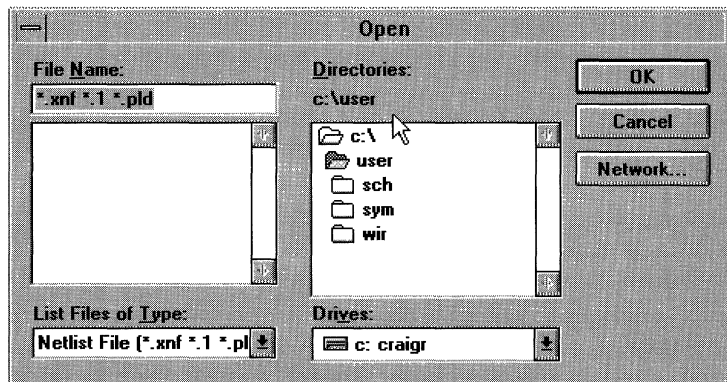 Open
File Name:
*.xnf *.1 *.pld
Directories:
c:\user
c:\
user
sch
sym
wir
OK
Cancel
Network...
List Files of Type:
Netlist File (*.xnf *.1 *.pl
Drives:
c: craigr